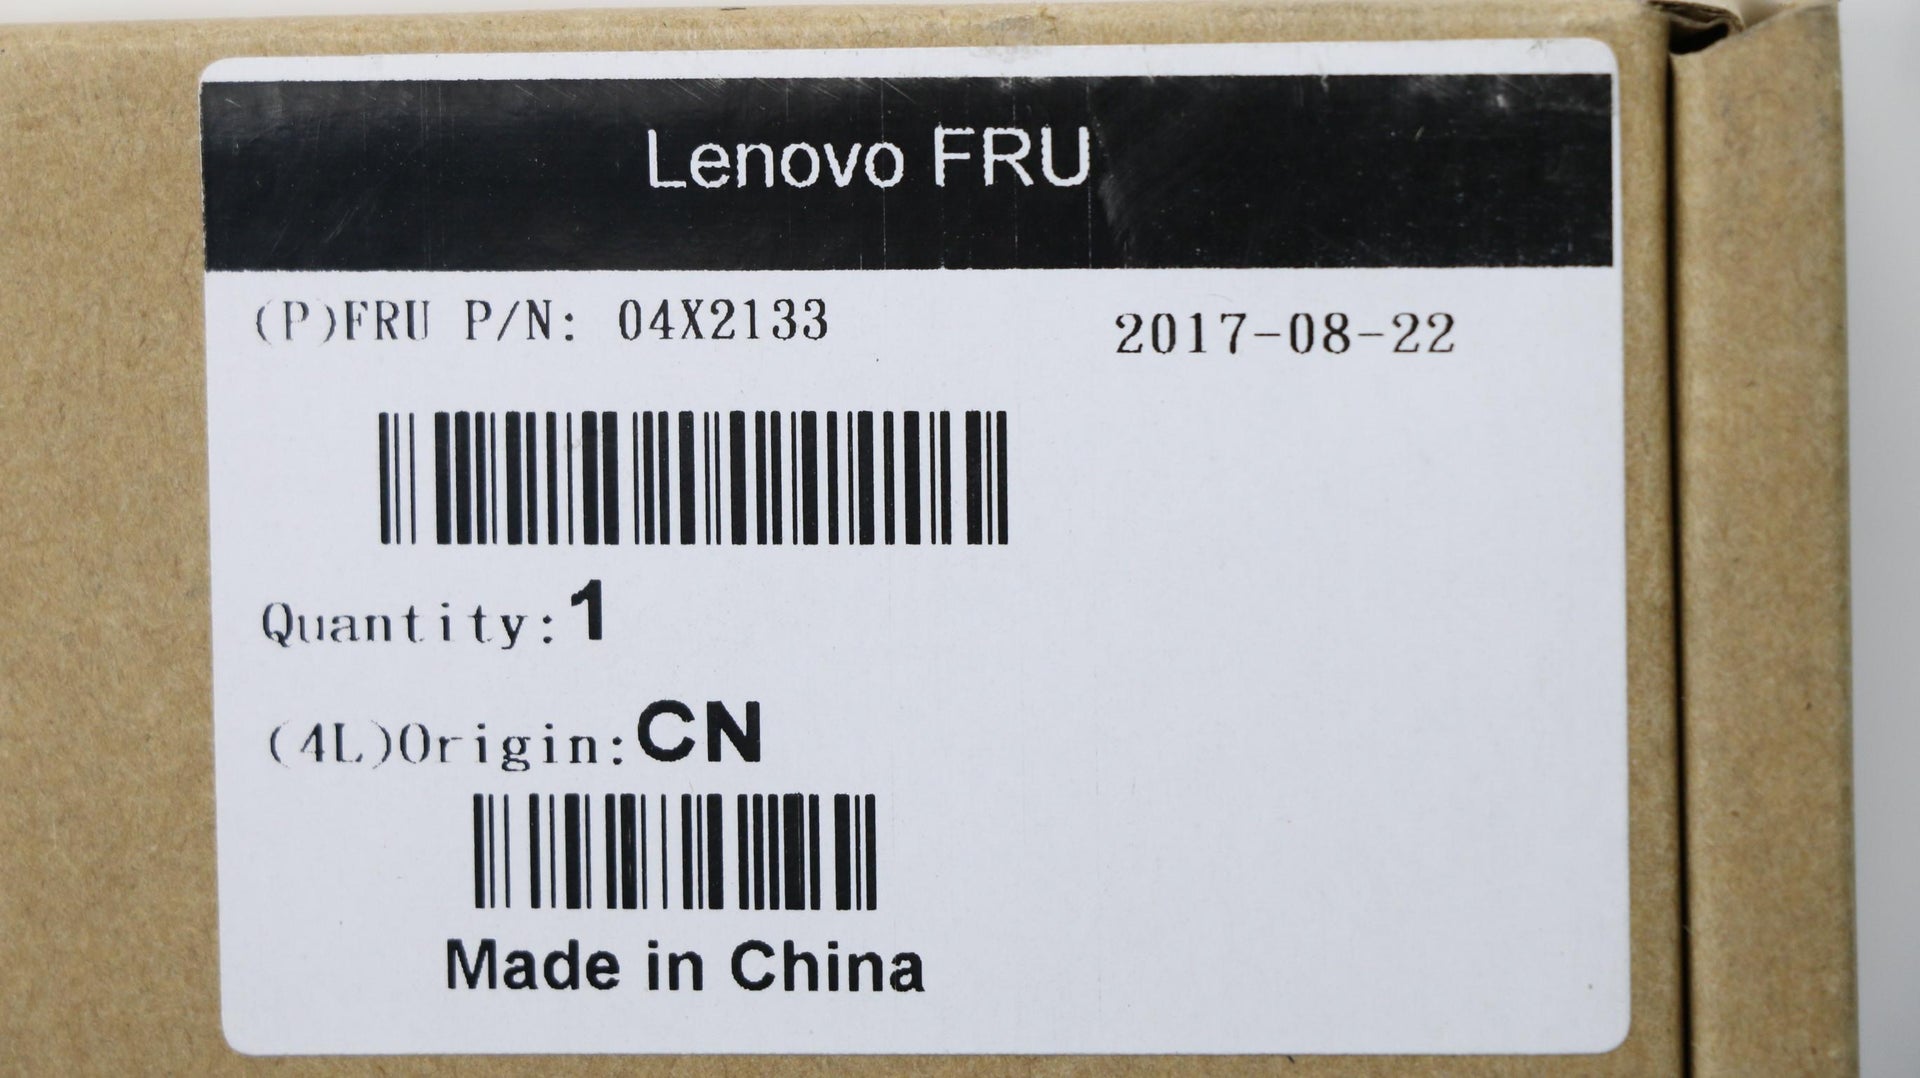 Lenovo FRU
(P)FRU P/N: 04X2133 2017-08-22
Quantity:1
(4L)Origin:CN
Made in China